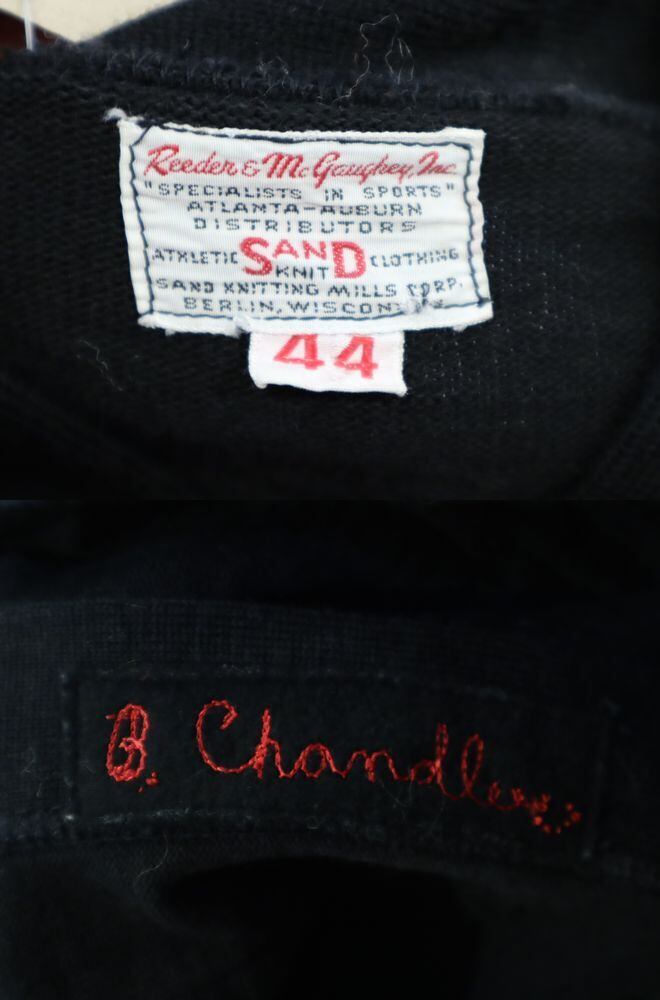 Reeder & McGaughey, Inc.
"SPECIALISTS IN SPORTS"
ATLANTA-AUBURN
DISTRIBUTORS
ATHLETIC SAND KNIT CLOTHING
SAND KNITTING MILLS CORP.
BERLIN, WISCONSIN
44
B. Chandler